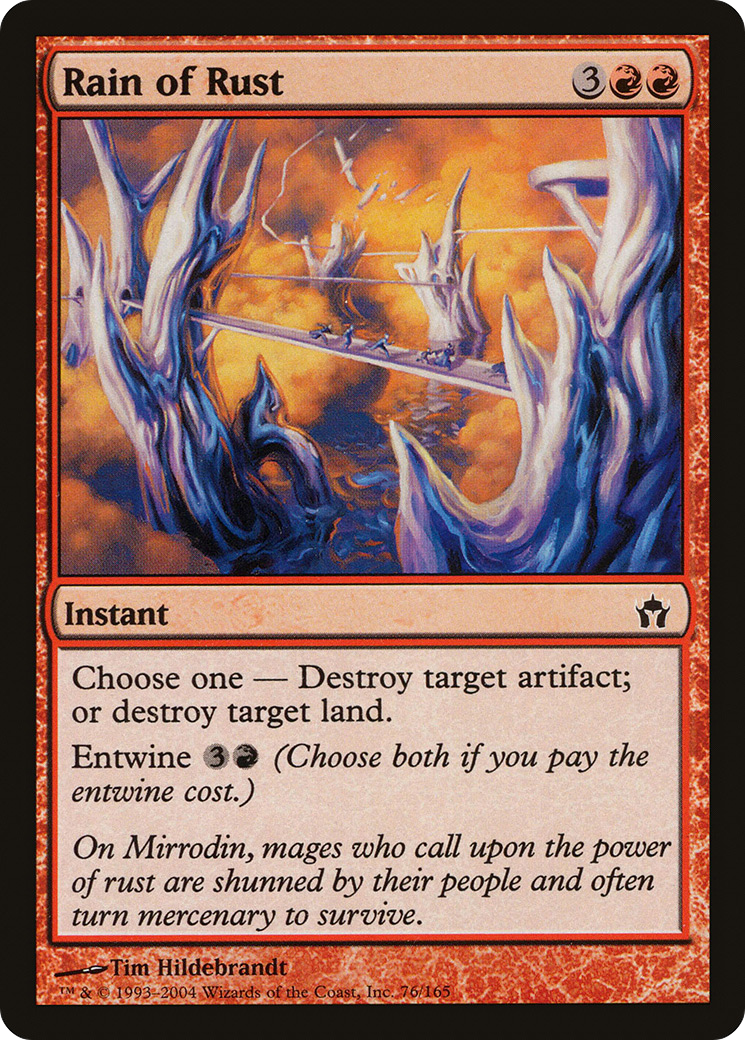 Rain of Rust 3
Instant
Choose one — Destroy target artifact;
or destroy target land.
Entwine 3 (Choose both if you pay the
entwine cost.)
On Mirrodin, mages who call upon the power
of rust are shunned by their people and often
turn mercenary to survive.
Tim Hildebrandt
™ & © 1993–2004 Wizards of the Coast, Inc. 76/165